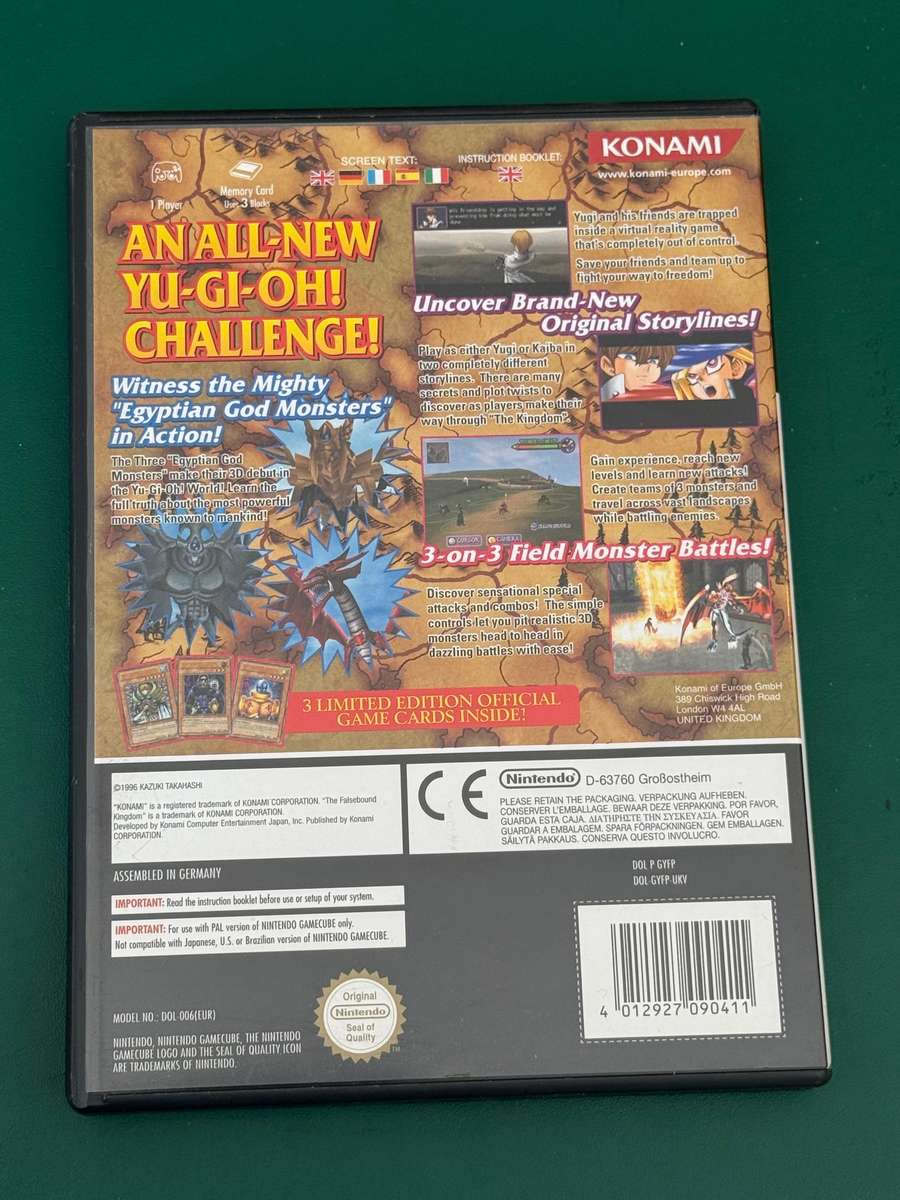 SCREEN TEXT:
INSTRUCTION BOOKLET:
KONAMI
www.konami-europe.com
1 Player
Memory Card
Uses 3 Blocks
AN ALL-NEW
YU-GI-OH!
CHALLENGE!
Witness the Mighty
"Egyptian God Monsters"
in Action!
The Three "Egyptian God
Monsters" make their 3D debut in
the Yu-Gi-Oh! World! Learn the
full truth about the most powerful
monsters known to mankind!
Yugi and his friends are trapped
inside a virtual reality game
that's completely out of control.
Save your friends and team up to
fight your way to freedom!
Uncover Brand-New
Original Storylines!
Play as either Yugi or Kaiba in
two completely different
storylines. There are many
secrets and plot twists to
discover as players make their
way through "The Kingdom".
Gain experience, reach new
levels and learn new attacks!
Create teams of 3 monsters and
travel across vast landscapes
while battling enemies.
CURSOR
CAMERA
3-on-3 Field Monster Battles!
Discover sensational special
attacks and combos! The simple
controls let you pit realistic 3D
monsters head to head in
dazzling battles with ease!
3 LIMITED EDITION OFFICIAL
GAME CARDS INSIDE!
Konami of Europe GmbH
389 Chiswick High Road
London W4 4AL
UNITED KINGDOM
©1996 KAZUKI TAKAHASHI
"KONAMI" is a registered trademark of KONAMI CORPORATION. "The Falsebound
Kingdom" is a trademark of KONAMI CORPORATION.
Developed by Konami Computer Entertainment Japan, Inc. Published by Konami
CORPORATION.
CE
Nintendo D-63760 Großostheim
PLEASE RETAIN THE PACKAGING. VERPACKUNG AUFHEBEN.
CONSERVER L'EMBALLAGE. BEWAAR DEZE VERPAKKING. POR FAVOR,
GUARDA ESTA CAJA. ΔΙΑΤΗΡΗΣΤΕ ΤΗΝ ΣΥΣΚΕΥΑΣΙΑ. FAVOR
GUARDAR A EMBALAGEM. SPARA FÖRPACKNINGEN. GEM EMBALLAGEN.
SÄILYTÄ PAKKAUS. CONSERVA QUESTO INVOLUCRO.
ASSEMBLED IN GERMANY
IMPORTANT: Read the instruction booklet before use or setup of your system.
IMPORTANT: For use with PAL version of NINTENDO GAMECUBE only.
Not compatible with Japanese, U.S. or Brazilian version of NINTENDO GAMECUBE.
DOL P GYFP
DOL-GYFP-UKV
4 012927 090411
MODEL NO.: DOL-006(EUR)
NINTENDO, NINTENDO GAMECUBE, THE NINTENDO
GAMECUBE LOGO AND THE SEAL OF QUALITY ICON
ARE TRADEMARKS OF NINTENDO.
Original
Nintendo
Seal of
Quality
TM